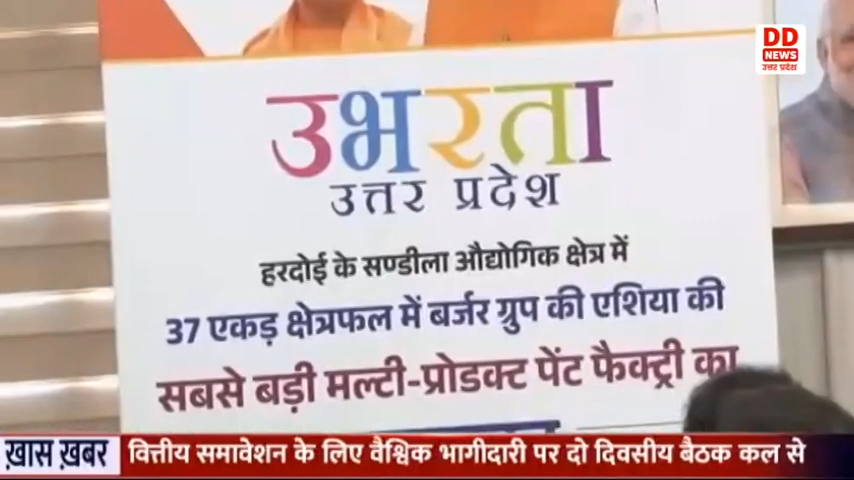 DD
NEWS
उत्तर प्रदेश
उभरता
उत्तर प्रदेश
हरदोई के सण्डीला औद्योगिक क्षेत्र में
37 एकड़ क्षेत्रफल में बर्जर ग्रुप की एशिया की
सबसे बड़ी मल्टी-प्रोडक्ट पेंट फैक्ट्री का
ख़ास ख़बर
वित्तीय समावेशन के लिए वैश्विक भागीदारी पर दो दिवसीय बैठक कल से